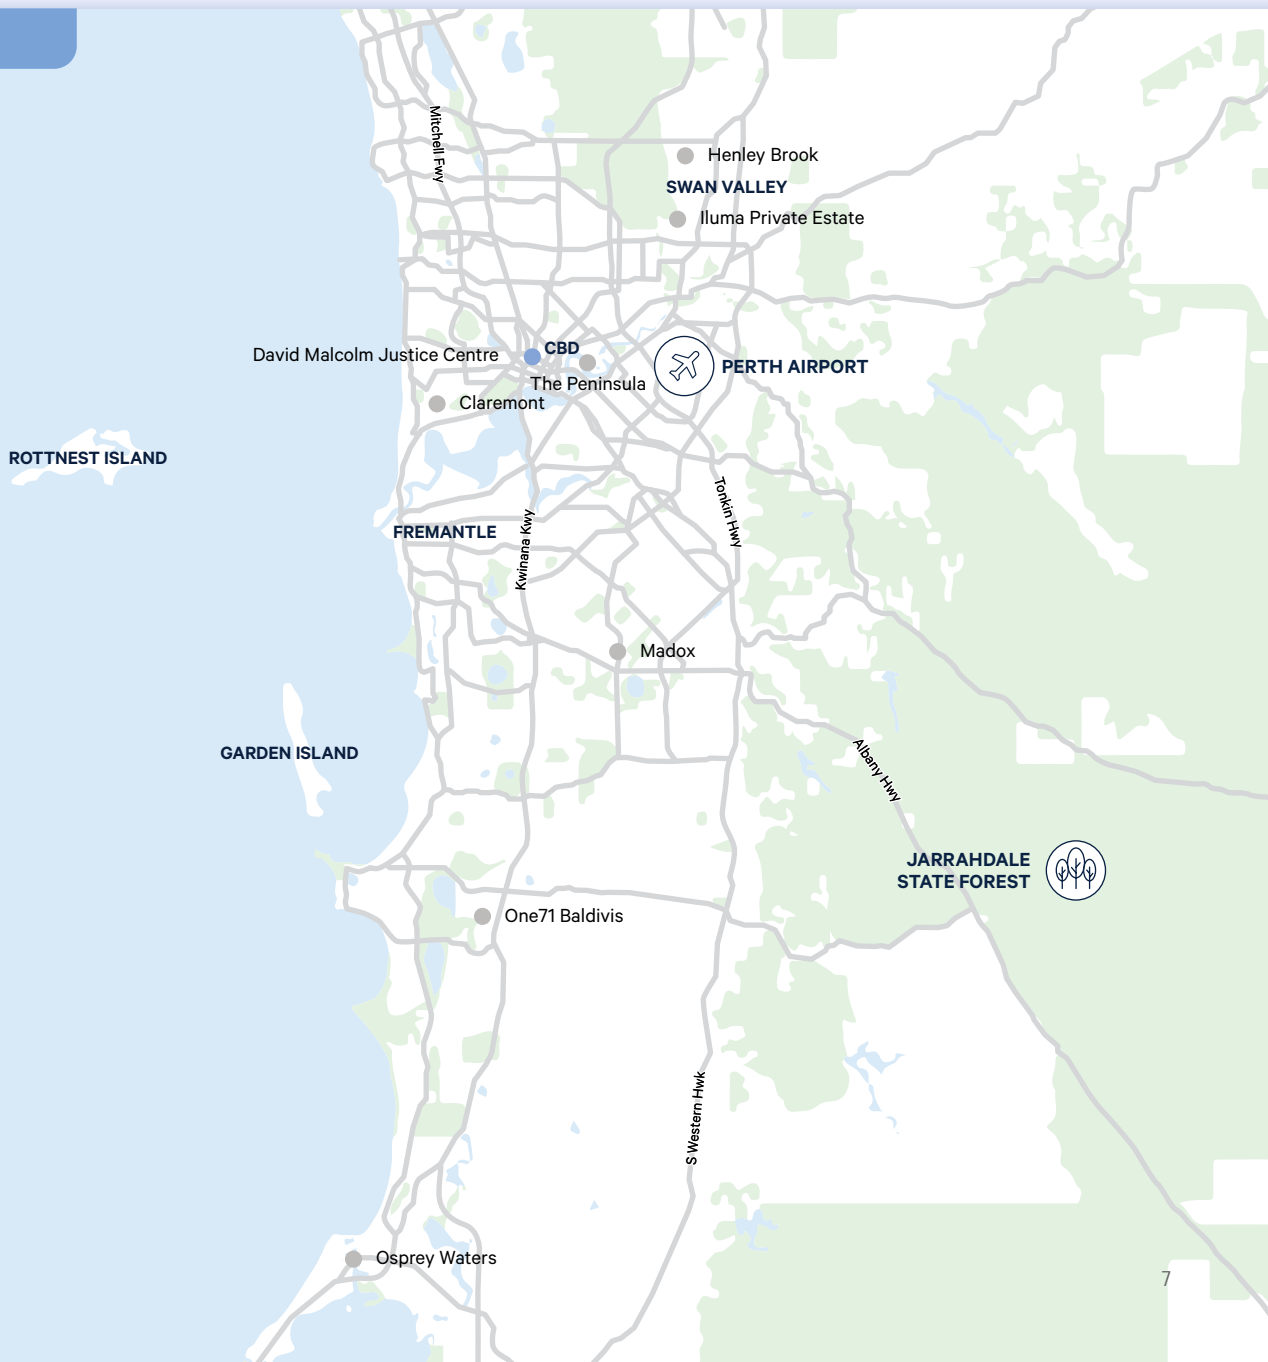 Mitchell Fwy
Henley Brook
SWAN VALLEY
Iluma Private Estate
CBD
David Malcolm Justice Centre
PERTH AIRPORT
The Peninsula
Claremont
ROTTNEST ISLAND
Tonkin Hwy
FREMANTLE
Kwinana Kwy
Madox
GARDEN ISLAND
Albany Hwy
JARRAHDALE
STATE FOREST
One71 Baldivis
S Western Hwk
Osprey Waters
7